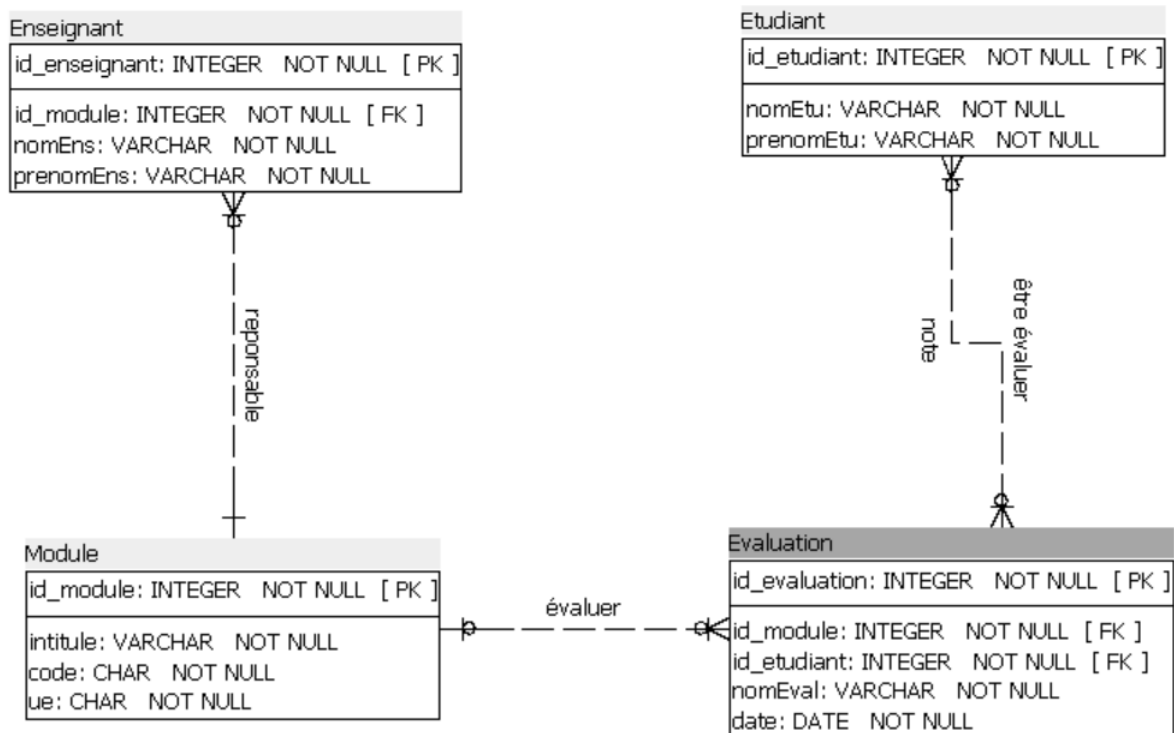 Enseignant
id_enseignant: INTEGER NOT NULL [ PK ]
id_module: INTEGER NOT NULL [ FK ]
nomEns: VARCHAR NOT NULL
prenomEns: VARCHAR NOT NULL
Etudiant
id_etudiant: INTEGER NOT NULL [ PK ]
nomEtu: VARCHAR NOT NULL
prenomEtu: VARCHAR NOT NULL
reponsable
note
être évaluer
Module
id_module: INTEGER NOT NULL [ PK ]
intitule: VARCHAR NOT NULL
code: CHAR NOT NULL
ue: CHAR NOT NULL
évaluer
Evaluation
id_evaluation: INTEGER NOT NULL [ PK ]
id_module: INTEGER NOT NULL [ FK ]
id_etudiant: INTEGER NOT NULL [ FK ]
nomEval: VARCHAR NOT NULL
date: DATE NOT NULL